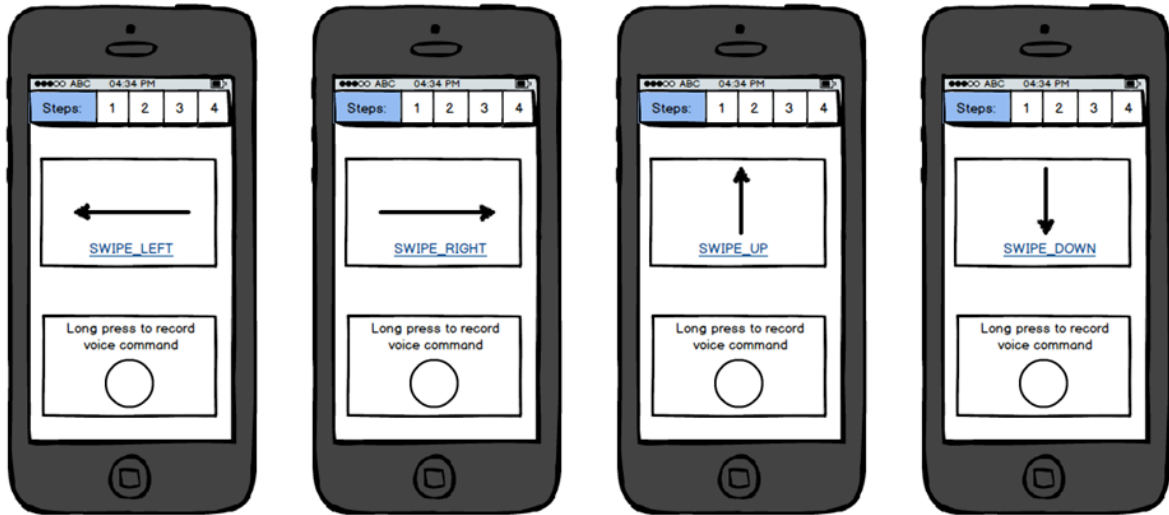 ●●●○○ ABC 04:34 PM
Steps: 1 2 3 4
SWIPE_LEFT
Long press to record
voice command
●●●○○ ABC 04:34 PM
Steps: 1 2 3 4
SWIPE_RIGHT
Long press to record
voice command
●●●○○ ABC 04:34 PM
Steps: 1 2 3 4
SWIPE_UP
Long press to record
voice command
●●●○○ ABC 04:34 PM
Steps: 1 2 3 4
SWIPE_DOWN
Long press to record
voice command